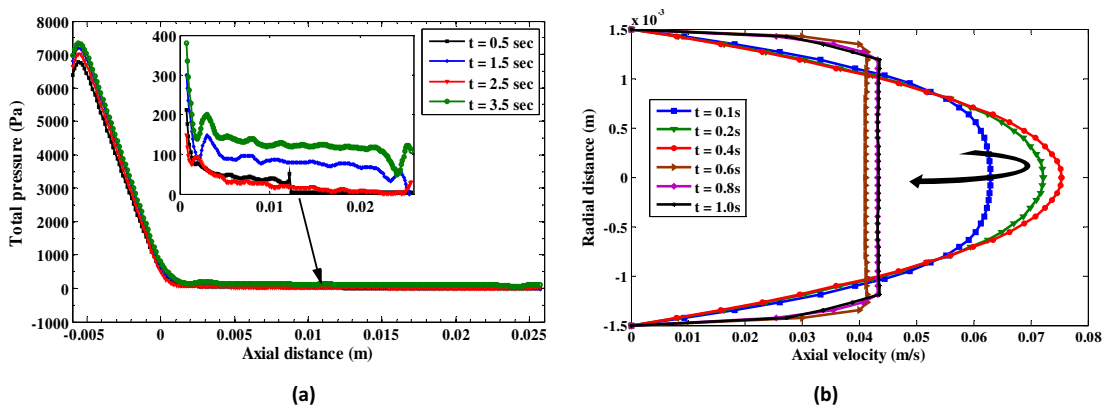 8000
7000
6000
5000
4000
3000
2000
1000
0
-1000
-0.005
0
0.005
0.01
0.015
0.02
0.025
Total pressure (Pa)
Axial distance (m)
400
300
200
100
0
0
0.01
0.02
t = 0.5 sec
t = 1.5 sec
t = 2.5 sec
t = 3.5 sec
(a)
x 10⁻³
1.5
1
0.5
0
-0.5
-1
-1.5
0
0.01
0.02
0.03
0.04
0.05
0.06
0.07
0.08
Radial distance (m)
Axial velocity (m/s)
t = 0.1s
t = 0.2s
t = 0.4s
t = 0.6s
t = 0.8s
t = 1.0s
(b)